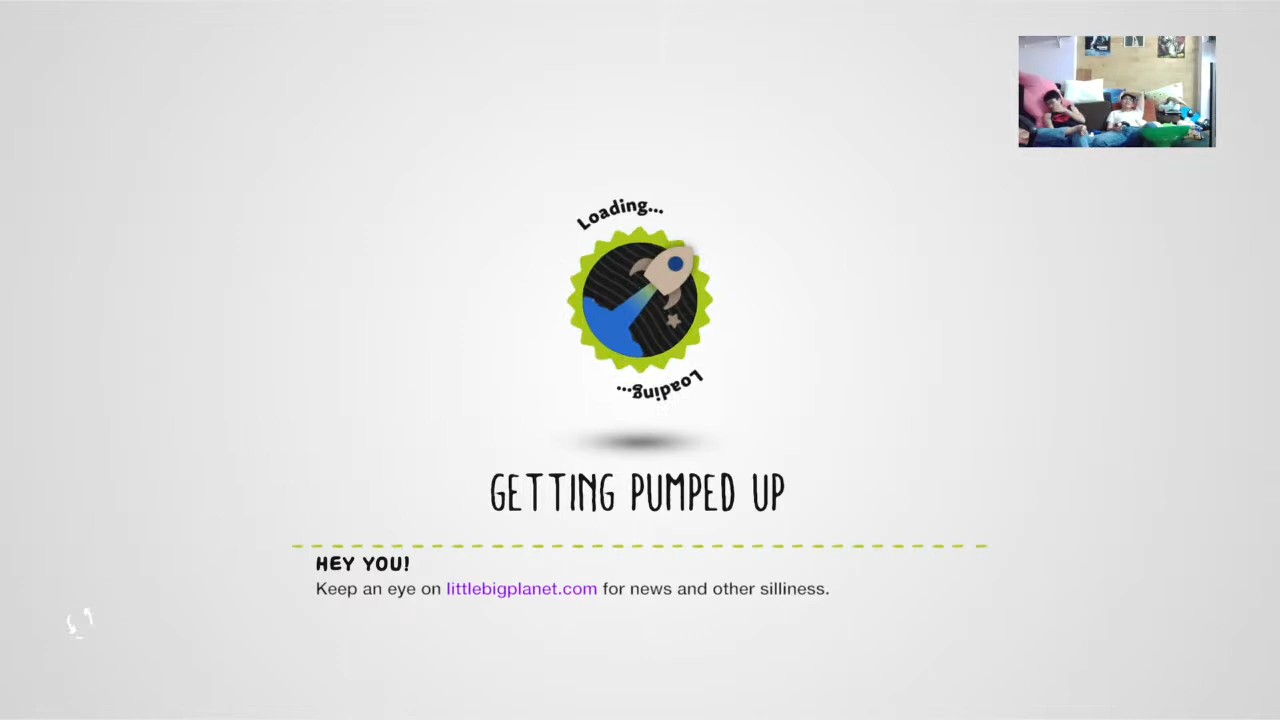 Loading...
Loading...
GETTING PUMPED UP
HEY YOU!
Keep an eye on littlebigplanet.com for news and other silliness.